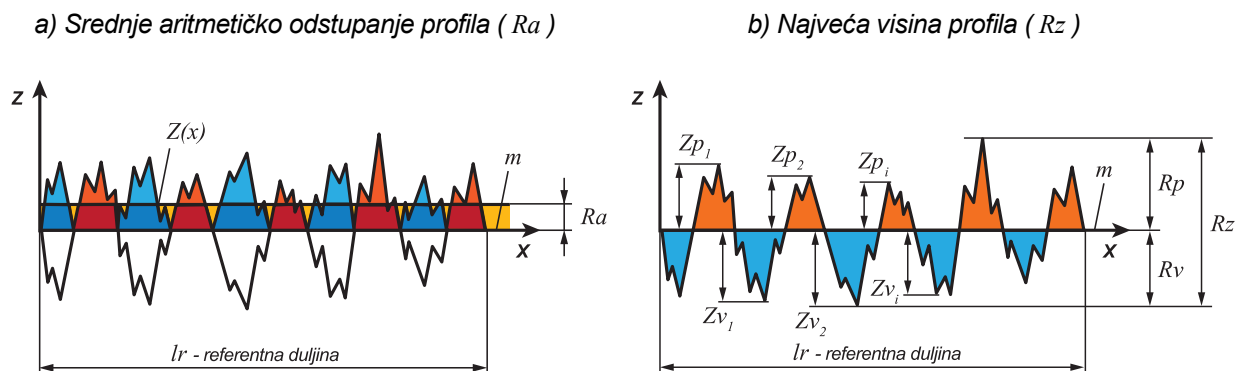 a) Srednje aritmetičko odstupanje profila ( Ra )
z
Z(x)
m
Ra
x
lr - referentna duljina
b) Najveća visina profila ( Rz )
z
Zp1
Zp2
Zpi
m
Rp
Rz
x
Rv
Zv1
Zv2
Zvi
lr - referentna duljina